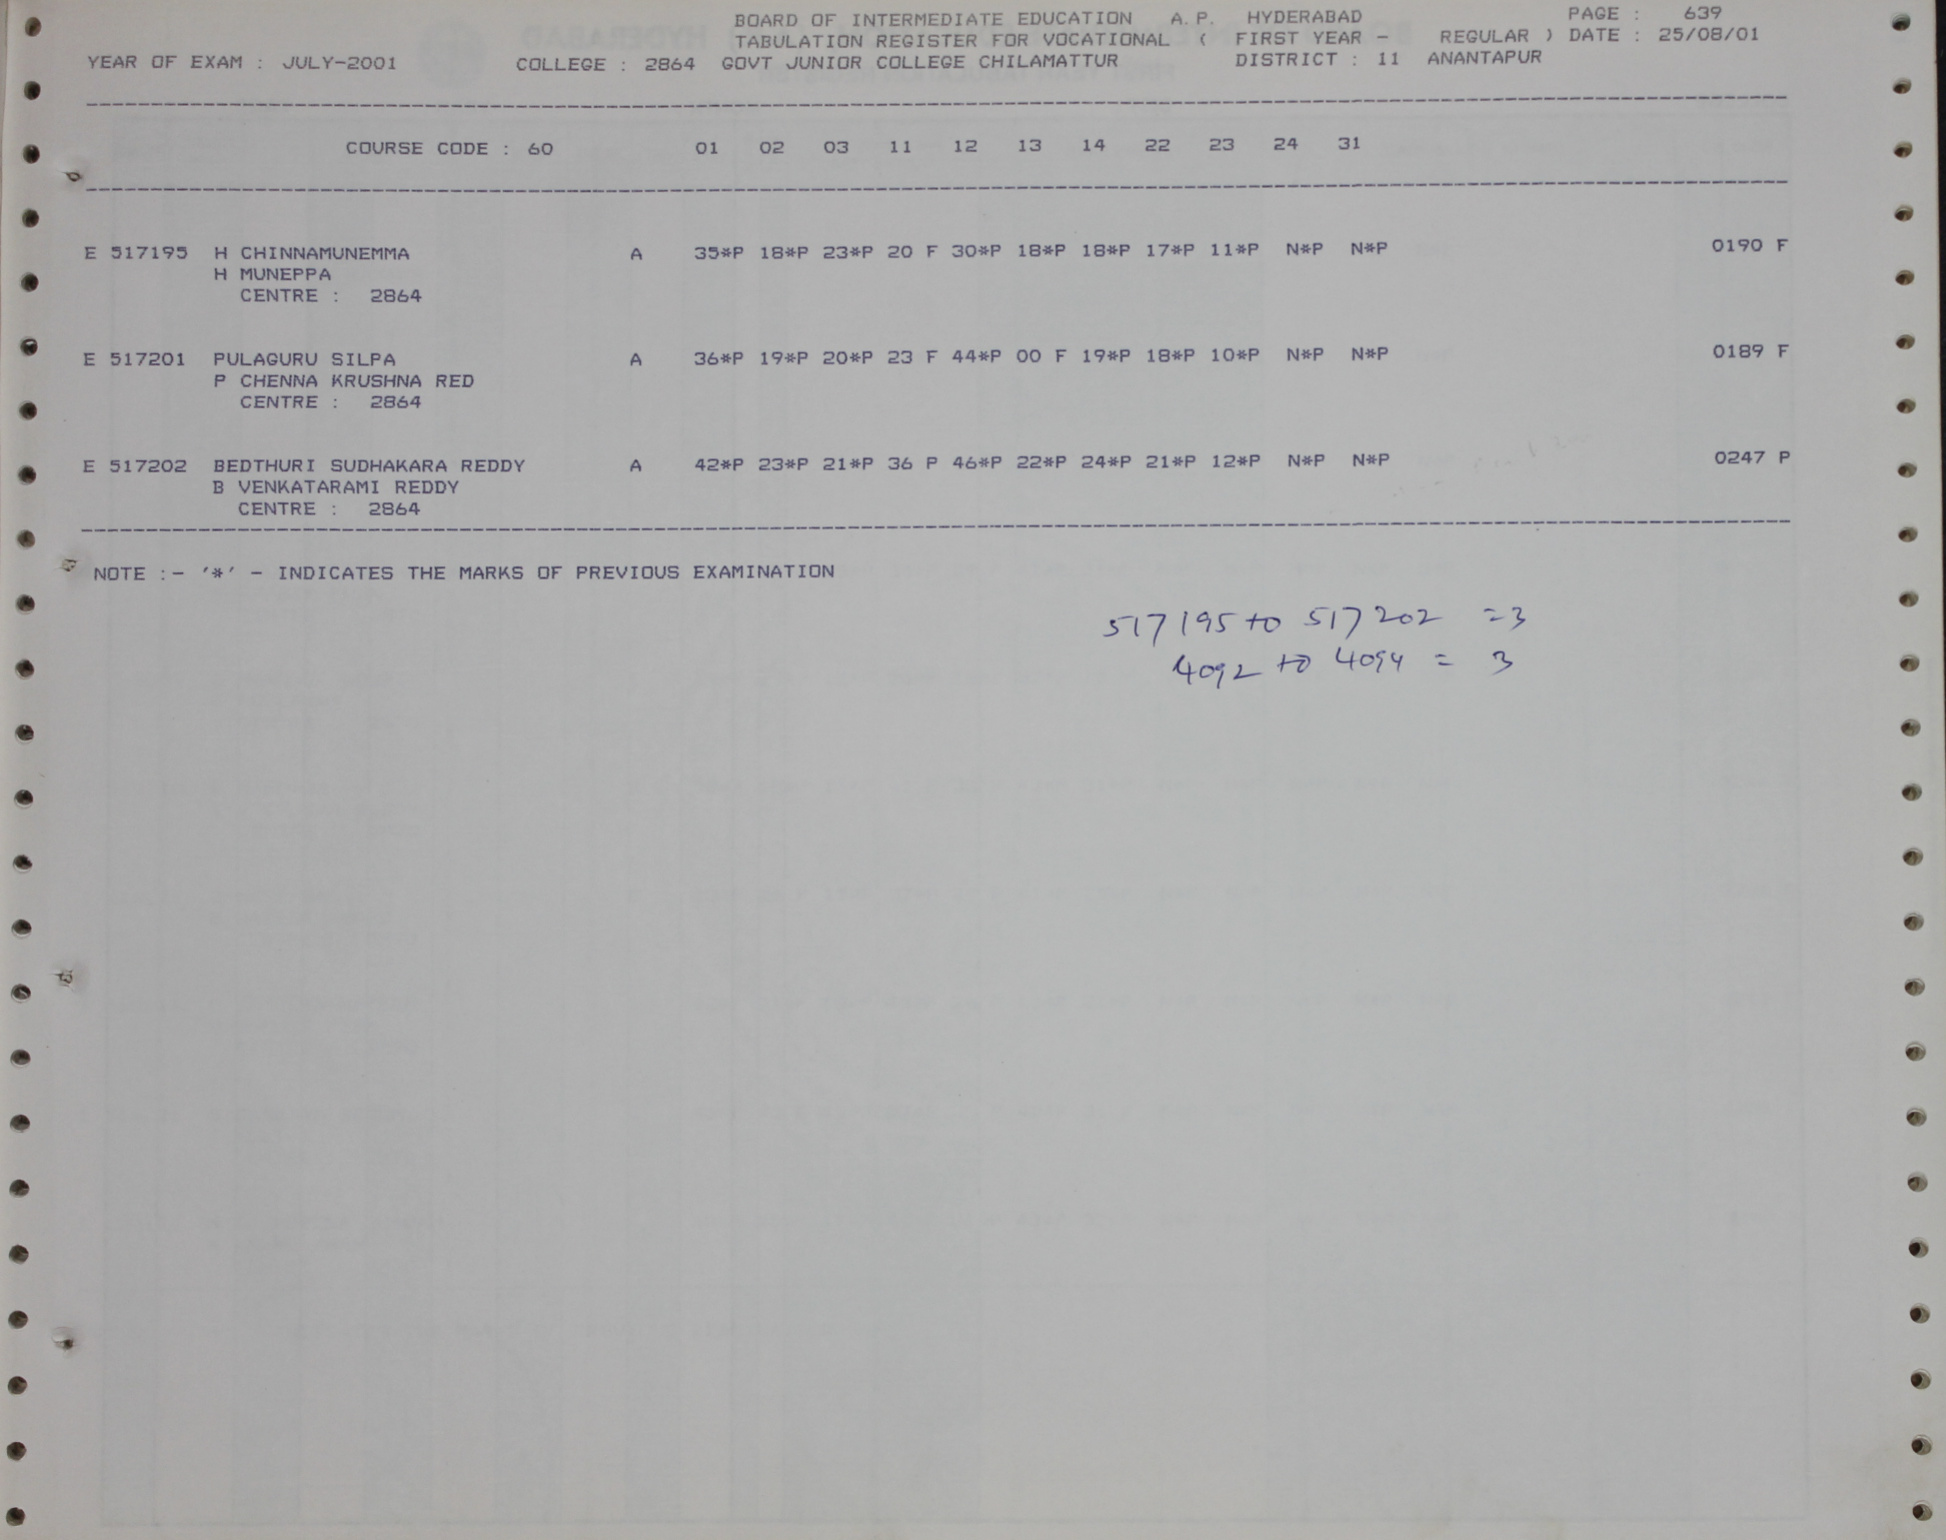 BOARD OF INTERMEDIATE EDUCATION A.P. HYDERABAD PAGE : 639
TABULATION REGISTER FOR VOCATIONAL ( FIRST YEAR - REGULAR ) DATE : 25/08/01
YEAR OF EXAM : JULY-2001 COLLEGE : 2864 GOVT JUNIOR COLLEGE CHILAMATTUR DISTRICT : 11 ANANTAPUR
COURSE CODE : 60 01 02 03 11 12 13 14 22 23 24 31
E 517195 H CHINNAMUNEMMA A 35*P 18*P 23*P 20 F 30*P 18*P 18*P 17*P 11*P N*P N*P 0190 F
H MUNEPPA
CENTRE : 2864
E 517201 PULAGURU SILPA A 36*P 19*P 20*P 23 F 44*P 00 F 19*P 18*P 10*P N*P N*P 0189 F
P CHENNA KRUSHNA RED
CENTRE : 2864
E 517202 BEDTHURI SUDHAKARA REDDY A 42*P 23*P 21*P 36 P 46*P 22*P 24*P 21*P 12*P N*P N*P 0247 P
B VENKATARAMI REDDY
CENTRE : 2864
NOTE :- '*' - INDICATES THE MARKS OF PREVIOUS EXAMINATION
517195 to 517202 =3
4092 to 4094 = 3